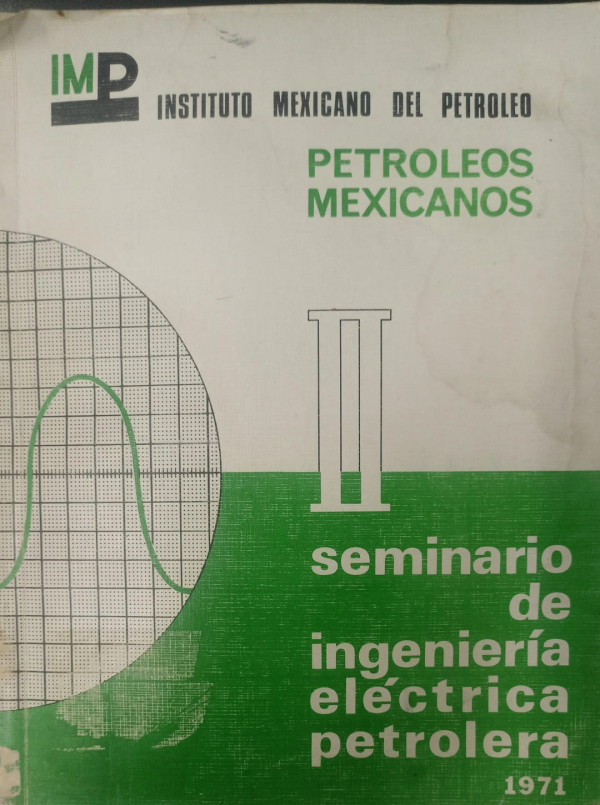 IMP
INSTITUTO MEXICANO DEL PETROLEO
PETROLEOS
MEXICANOS
II
seminario
de
ingeniería
eléctrica
petrolera
1971